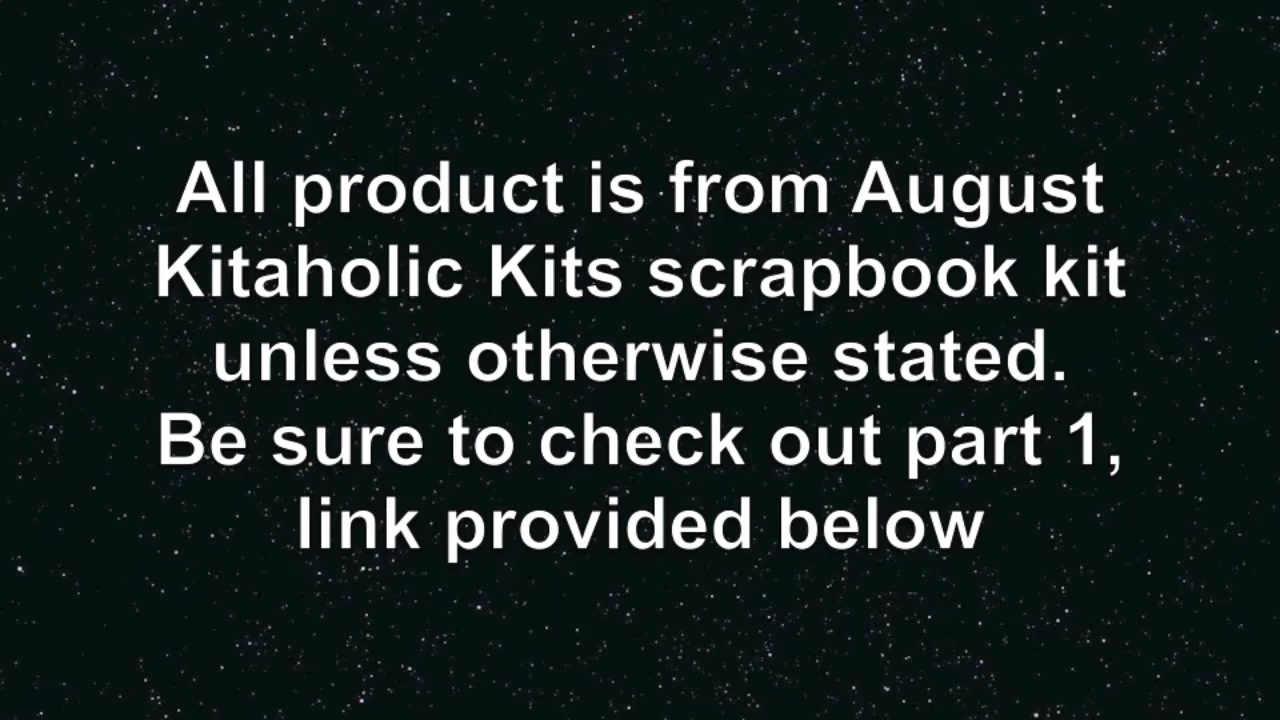 All product is from August
Kitaholic Kits scrapbook kit
unless otherwise stated.
Be sure to check out part 1,
link provided below